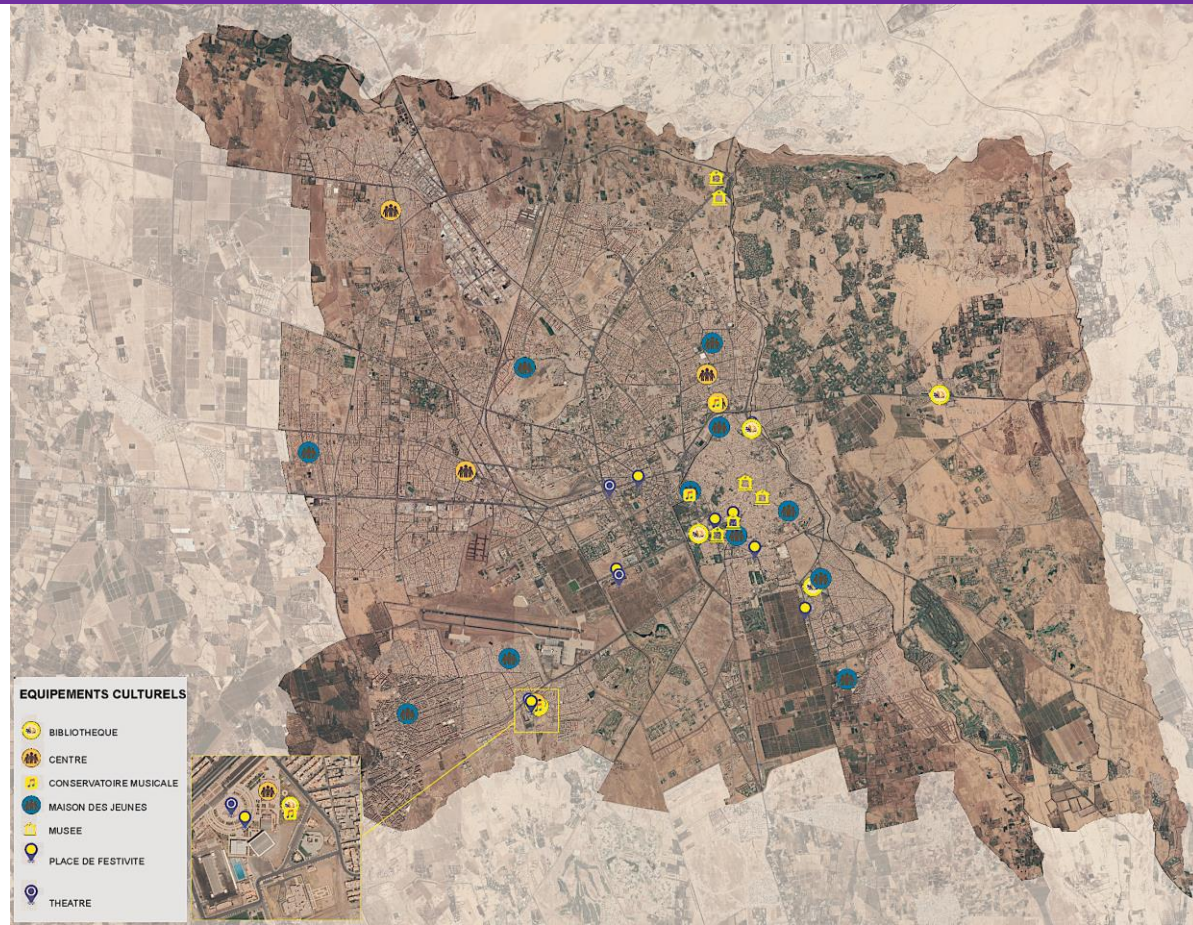 EQUIPEMENTS CULTURELS
BIBLIOTHEQUE
CENTRE
CONSERVATOIRE MUSICALE
MAISON DES JEUNES
MUSEE
PLACE DE FESTIVITE
THEATRE